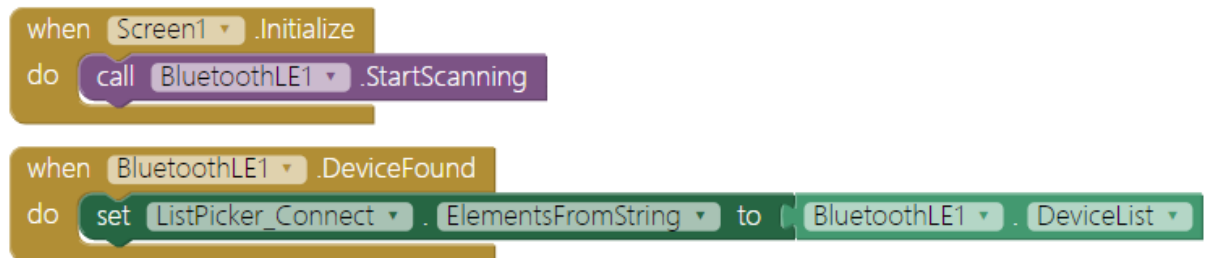 when Screen1 .Initialize
do call BluetoothLE1 .StartScanning
when BluetoothLE1 .DeviceFound
do set ListPicker_Connect . ElementsFromString to BluetoothLE1 . DeviceList